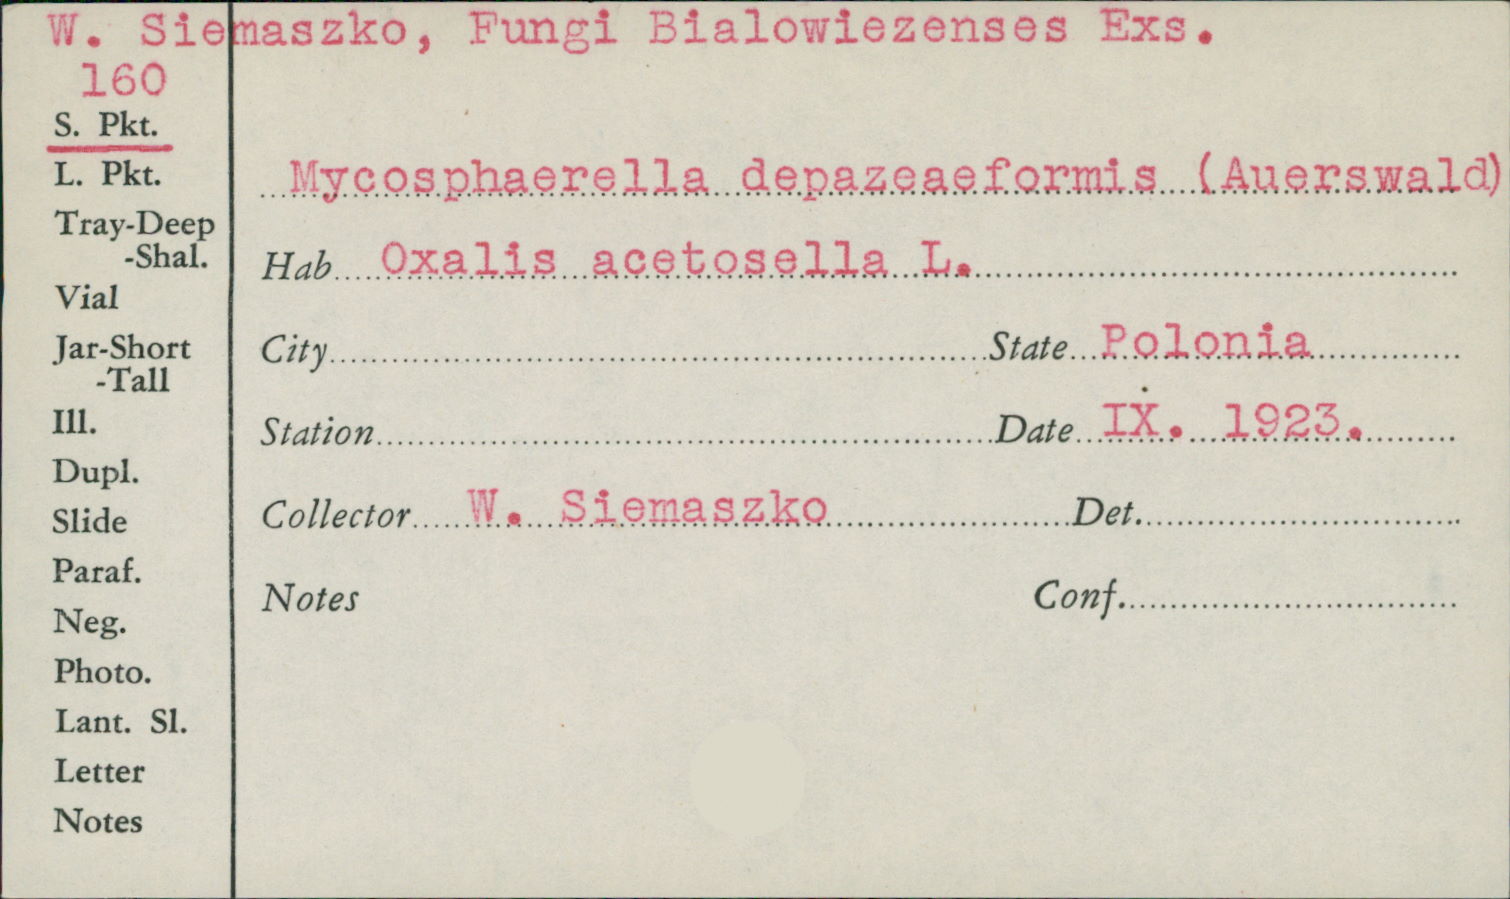 W. Siemaszko, Fungi Bialowiezenses Exs.
160
S. Pkt.
L. Pkt.
Tray-Deep
-Shal.
Vial
Jar-Short
-Tall
Ill.
Dupl.
Slide
Paraf.
Neg.
Photo.
Lant. Sl.
Letter
Notes
Mycosphaerella depazeaeformis (Auerswald)
Hab Oxalis acetosella L.
City State Polonia
Station Date IX. 1923.
Collector W. Siemaszko Det.
Notes Conf.